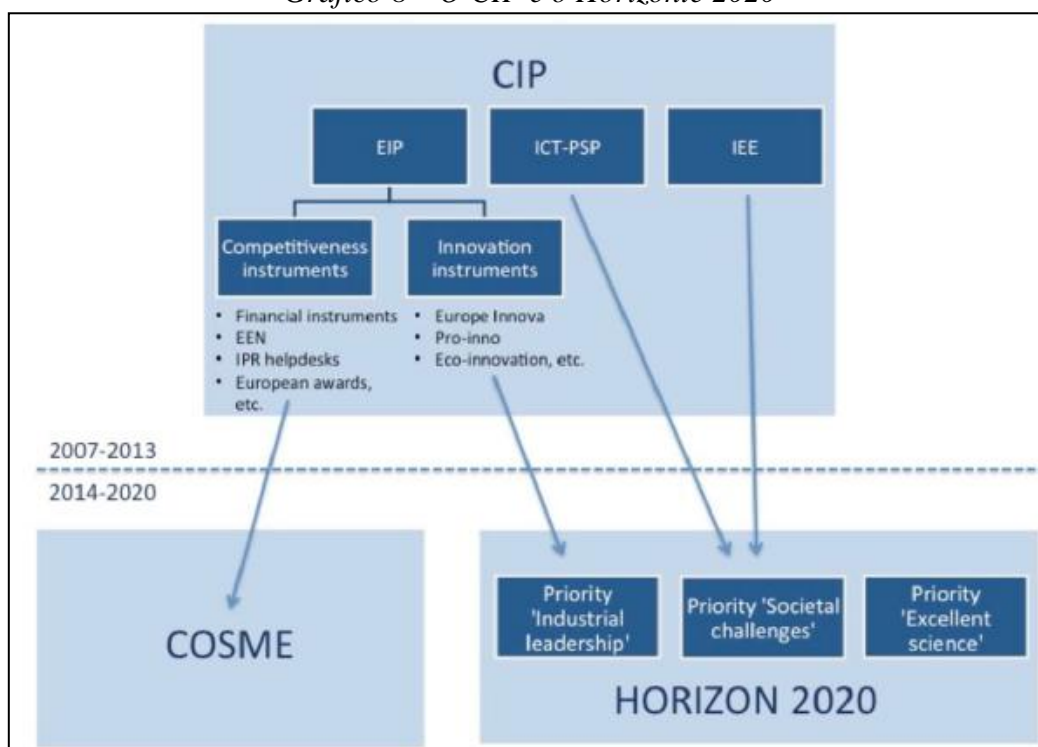 CIP
EIP
ICT-PSP
IEE
Competitiveness
instruments
Innovation
instruments
• Financial instruments
• EEN
• IPR helpdesks
• European awards,
etc.
• Europe Innova
• Pro-inno
• Eco-innovation, etc.
2007-2013
2014-2020
COSME
Priority
'Industrial
leadership'
Priority 'Societal
challenges'
Priority
'Excellent
science'
HORIZON 2020